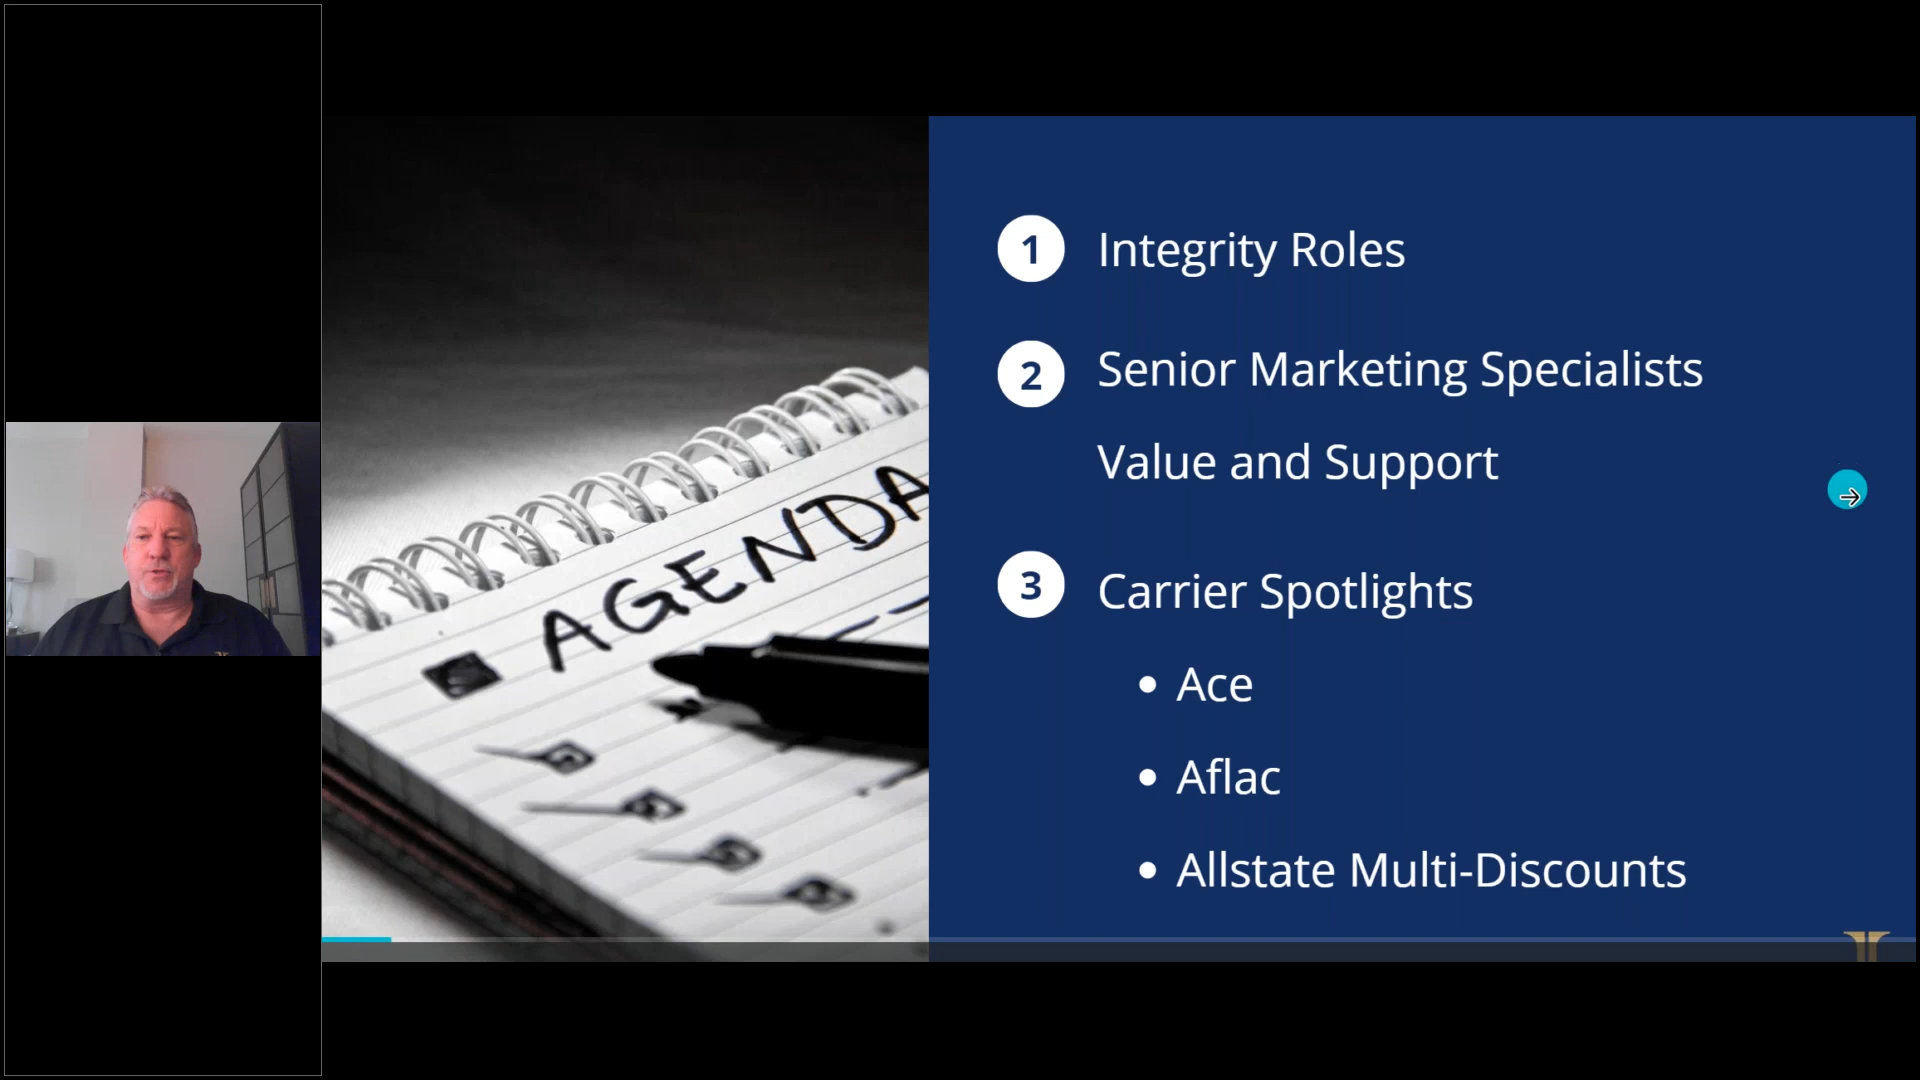 AGENDA
1 Integrity Roles
2 Senior Marketing Specialists
Value and Support
3 Carrier Spotlights
• Ace
• Aflac
• Allstate Multi-Discounts